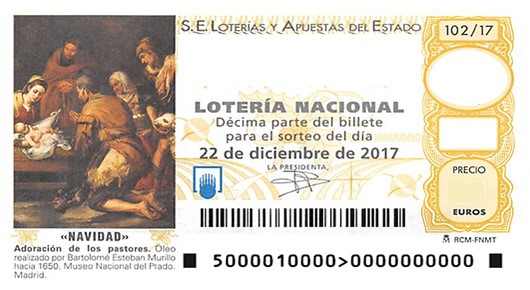 S.E. LOTERÍAS Y APUESTAS DEL ESTADO
102/17
LOTERÍA NACIONAL
Décima parte del billete
para el sorteo del día
22 de diciembre de 2017
LA PRESIDENTA,
PRECIO
EUROS
RCM-FNMT
«NAVIDAD»
Adoración de los pastores. Óleo
realizado por Bartolomé Esteban Murillo
hacia 1650. Museo Nacional del Prado.
Madrid.
5000010000>0000000000